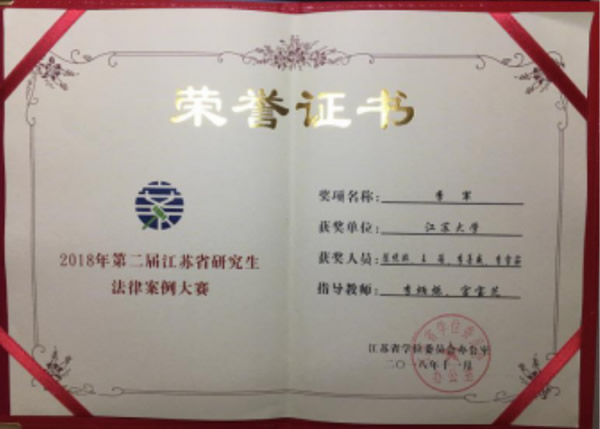 荣誉证书
2018年第二届江苏省研究生
法律案例大赛
奖项名称：季军
获奖单位：江苏大学
获奖人员：
指导教师：
江苏省学位委员会办公室
二〇一八年十一月